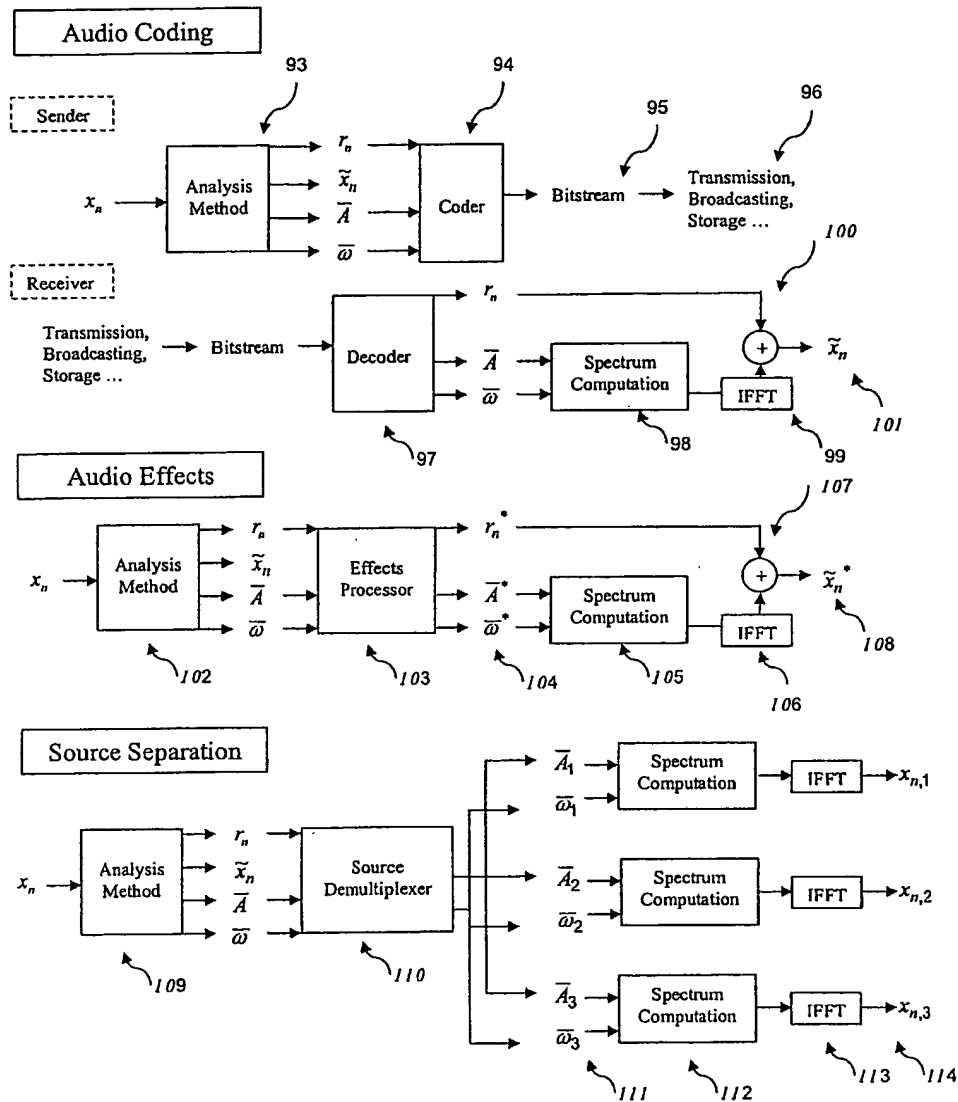 Audio Coding
93
94
95
96
Sender
x_n
Analysis
Method
r_n
x̃_n
A̅
ω̅
Coder
Bitstream
Transmission,
Broadcasting,
Storage ...
100
Receiver
Transmission,
Broadcasting,
Storage ...
Bitstream
Decoder
r_n
A̅
ω̅
Spectrum
Computation
IFFT
+
x̃_n
97
98
99
101
Audio Effects
107
x_n
Analysis
Method
r_n
x̃_n
A̅
ω̅
Effects
Processor
r_n*
A̅*
ω̅*
Spectrum
Computation
IFFT
+
x̃_n*
102
103
104
105
106
108
Source Separation
x_n
Analysis
Method
r_n
x̃_n
A̅
ω̅
Source
Demultiplexer
A̅_1
ω̅_1
Spectrum
Computation
IFFT
x_n,1
A̅_2
ω̅_2
Spectrum
Computation
IFFT
x_n,2
A̅_3
ω̅_3
Spectrum
Computation
IFFT
x_n,3
109
110
111
112
113
114